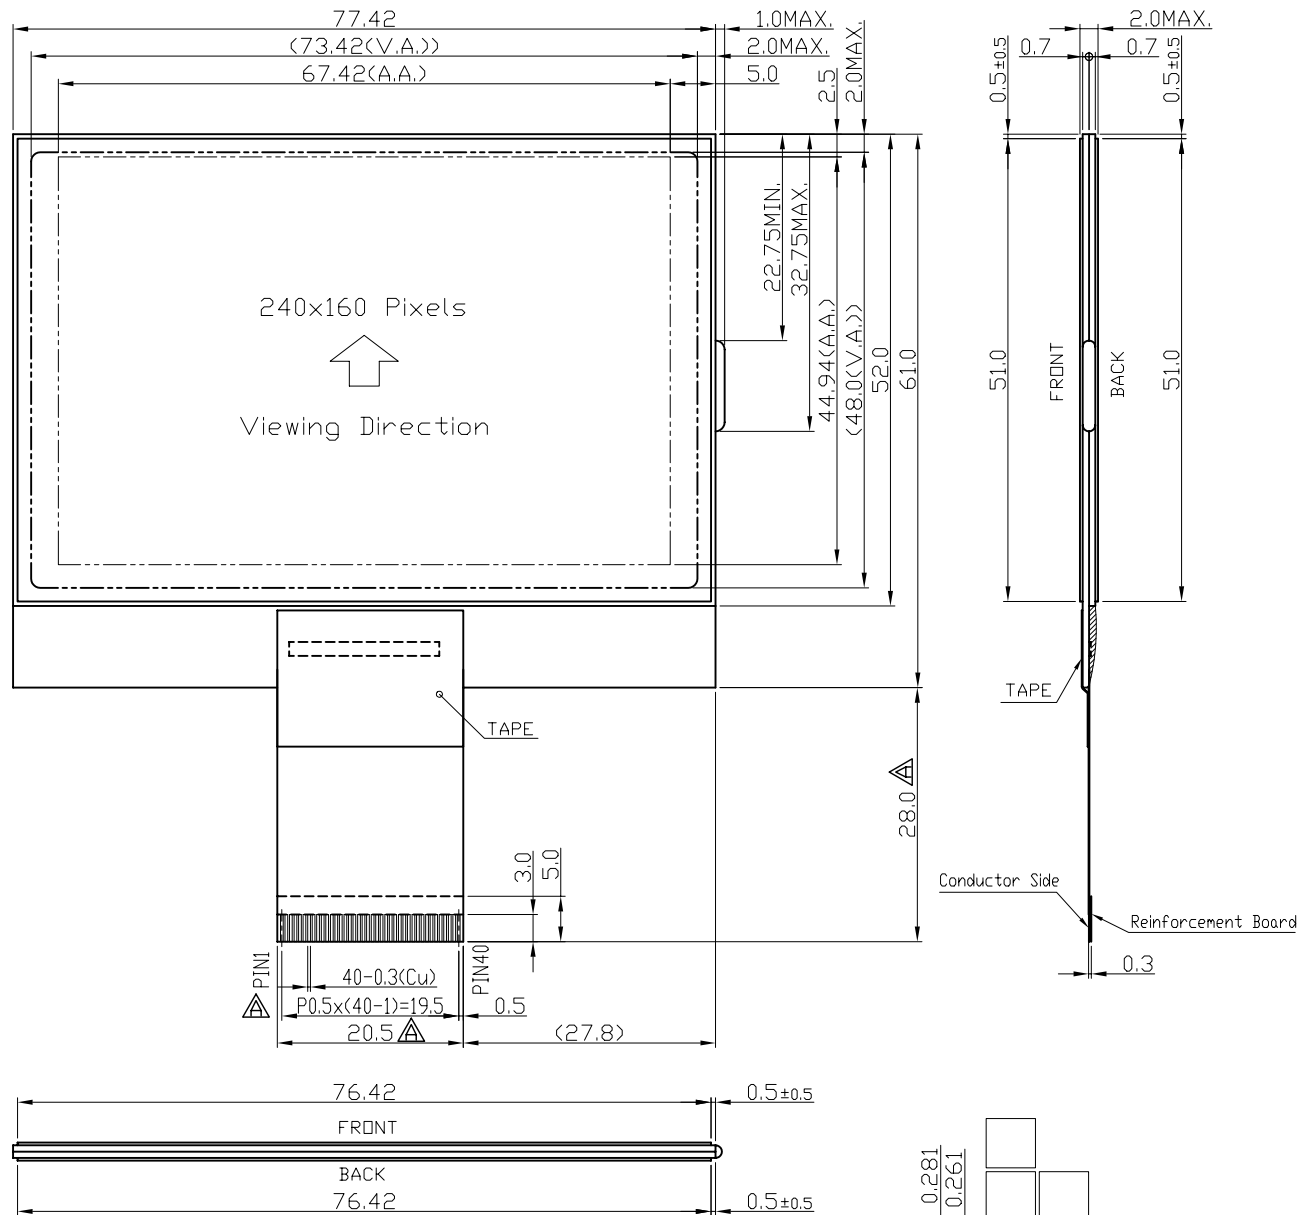 77.42
1.0MAX.
(73.42(V.A.))
2.0MAX.
67.42(A.A.)
5.0
2.5
2.0MAX.
2.0MAX.
0.7
0.7
0.5±0.5
0.5±0.5
22.75MIN.
32.75MAX.
44.94(A.A.)
(48.0(V.A.))
52.0
61.0
240x160 Pixels
Viewing Direction
51.0
FRONT
BACK
51.0
TAPE
TAPE
28.0
A
3.0
5.0
Conductor Side
Reinforcement Board
0.3
PIN1
PIN40
40-0.3(Cu)
A
P0.5x(40-1)=19.5
0.5
20.5
A
(27.8)
76.42
0.5±0.5
FRONT
BACK
76.42
0.5±0.5
0.281
0.261